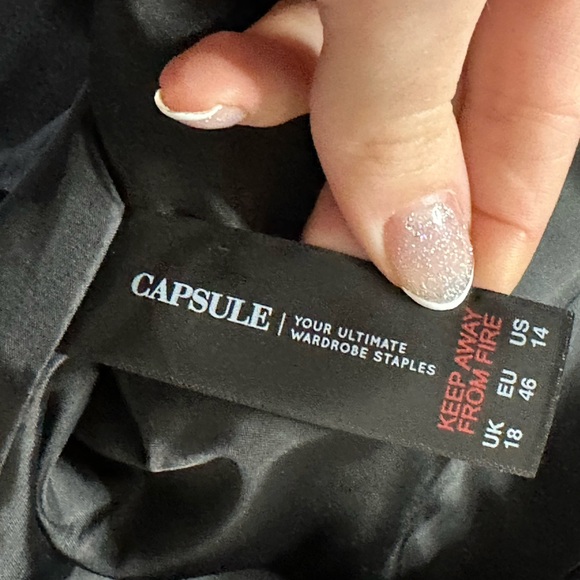 CAPSULE
YOUR ULTIMATE
WARDROBE STAPLES
KEEP AWAY
FROM FIRE
UK EU US
18 46 14